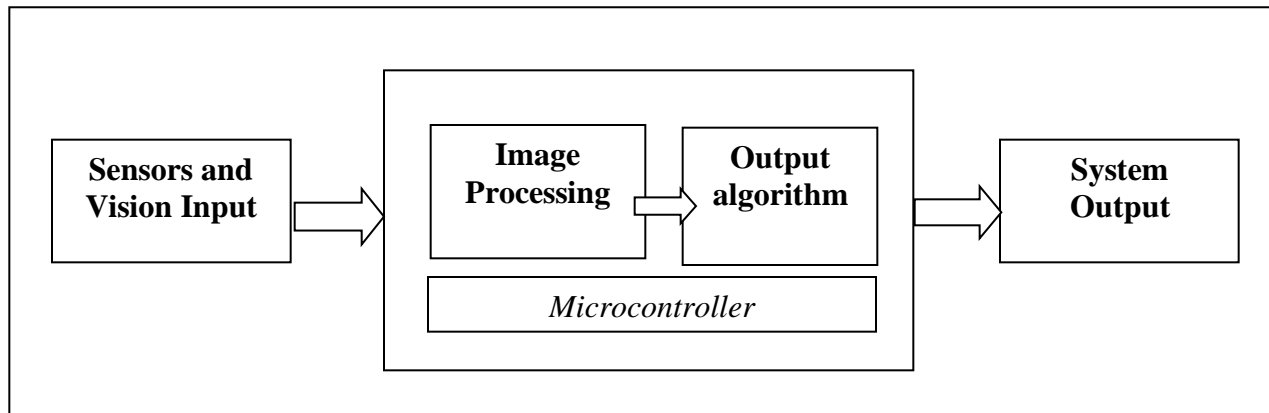 Sensors and
Vision Input
Image
Processing
Output
algorithm
Microcontroller
System
Output